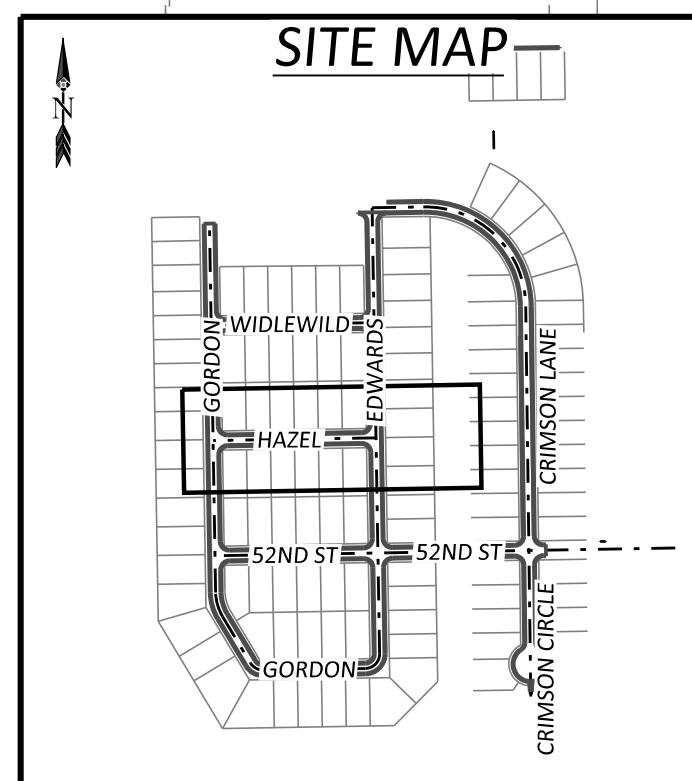 SITE MAP
N
WIDLEWILD
GORDON
EDWARDS
CRIMSON LANE
HAZEL
52ND ST
52ND ST
CRIMSON CIRCLE
GORDON